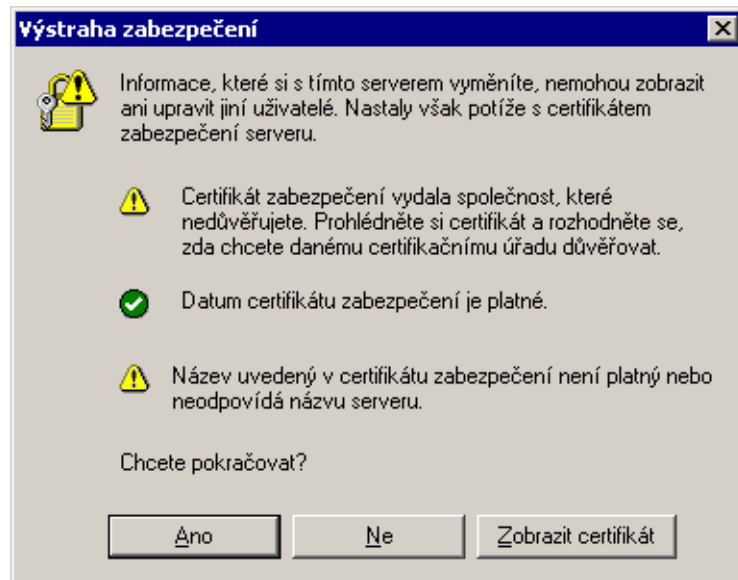 Výstraha zabezpečení
Informace, které si s tímto serverem vyměníte, nemohou zobrazit
ani upravit jiní uživatelé. Nastaly však potíže s certifikátem
zabezpečení serveru.
Certifikát zabezpečení vydala společnost, které
nedůvěřujete. Prohlédněte si certifikát a rozhodněte se,
zda chcete danému certifikačnímu úřadu důvěřovat.
Datum certifikátu zabezpečení je platné.
Název uvedený v certifikátu zabezpečení není platný nebo
neodpovídá názvu serveru.
Chcete pokračovat?
Ano
Ne
Zobrazit certifikát